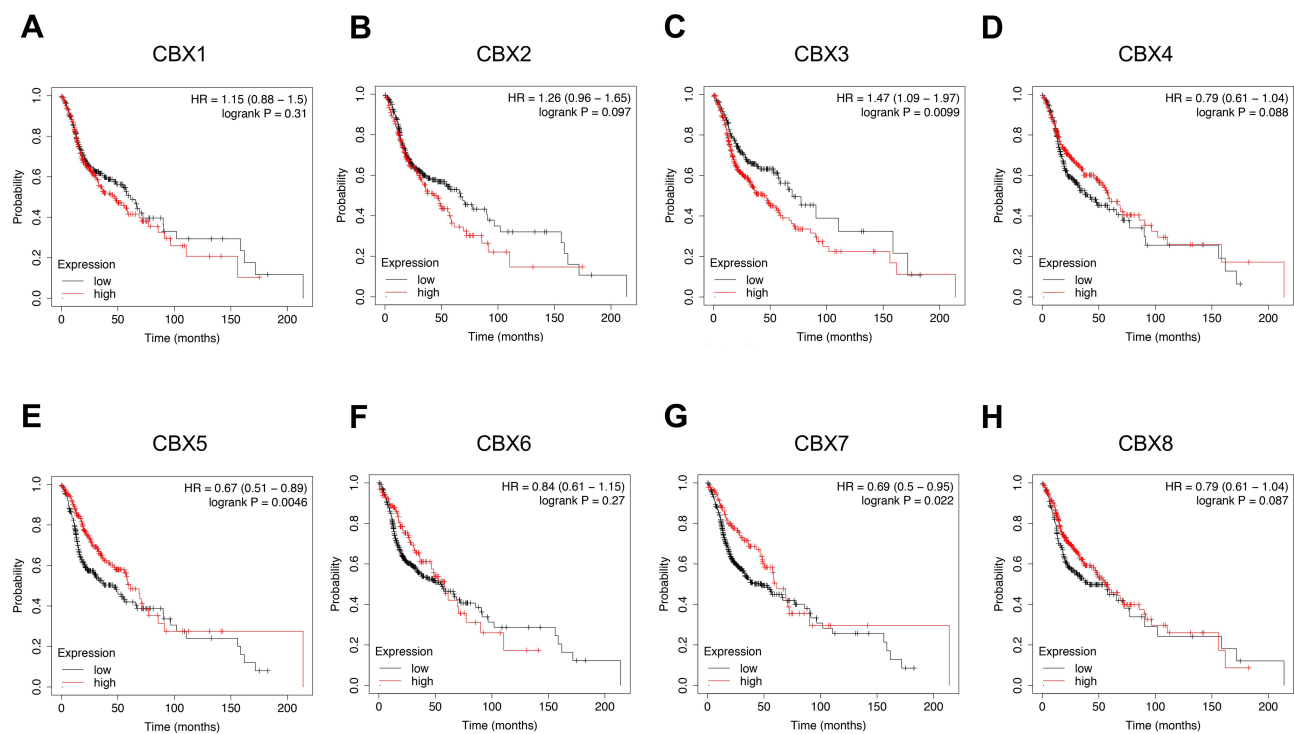 A
CBX1
HR = 1.15 (0.88 − 1.5)
logrank P = 0.31
Probability
1.0
0.8
0.6
0.4
0.2
0.0
Expression
low
high
0 50 100 150 200
Time (months)
B
CBX2
HR = 1.26 (0.96 − 1.65)
logrank P = 0.097
Probability
1.0
0.8
0.6
0.4
0.2
0.0
Expression
low
high
0 50 100 150 200
Time (months)
C
CBX3
HR = 1.47 (1.09 − 1.97)
logrank P = 0.0099
Probability
1.0
0.8
0.6
0.4
0.2
0.0
Expression
low
high
0 50 100 150 200
Time (months)
D
CBX4
HR = 0.79 (0.61 − 1.04)
logrank P = 0.088
Probability
1.0
0.8
0.6
0.4
0.2
0.0
Expression
low
high
0 50 100 150 200
Time (months)
E
CBX5
HR = 0.67 (0.51 − 0.89)
logrank P = 0.0046
Probability
1.0
0.8
0.6
0.4
0.2
0.0
Expression
low
high
0 50 100 150 200
Time (months)
F
CBX6
HR = 0.84 (0.61 − 1.15)
logrank P = 0.27
Probability
1.0
0.8
0.6
0.4
0.2
0.0
Expression
low
high
0 50 100 150 200
Time (months)
G
CBX7
HR = 0.69 (0.5 − 0.95)
logrank P = 0.022
Probability
1.0
0.8
0.6
0.4
0.2
0.0
Expression
low
high
0 50 100 150 200
Time (months)
H
CBX8
HR = 0.79 (0.61 − 1.04)
logrank P = 0.087
Probability
1.0
0.8
0.6
0.4
0.2
0.0
Expression
low
high
0 50 100 150 200
Time (months)